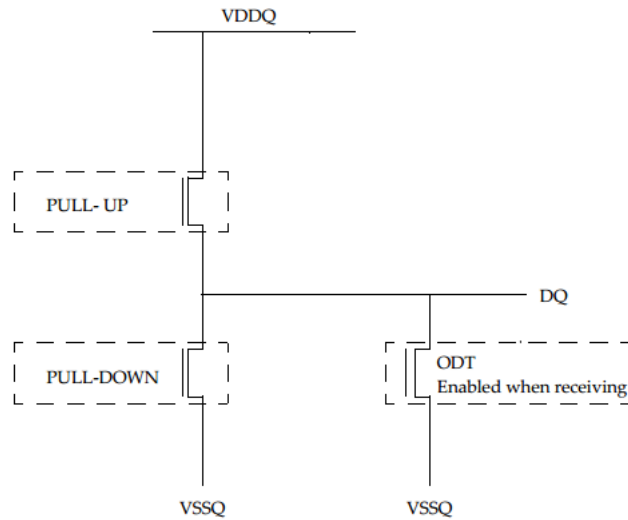 VDDQ
PULL- UP
DQ
PULL-DOWN
ODT
Enabled when receiving
VSSQ
VSSQ